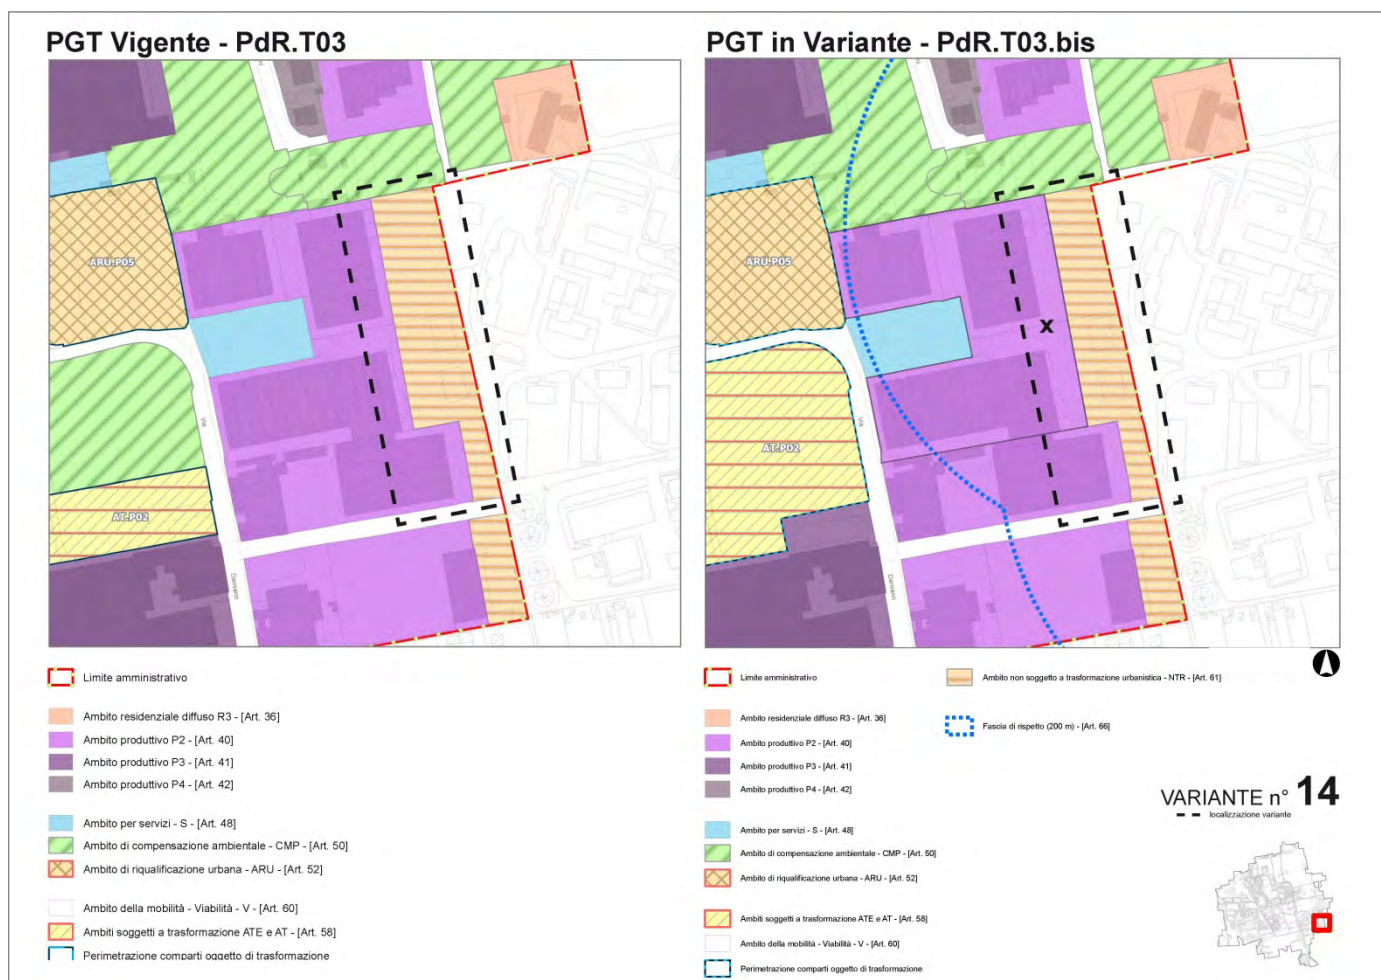 PGT Vigente - PdR.T03
ARU.P05
AT.P02
Via
Damiano
Limite amministrativo
Ambito residenziale diffuso R3 - [Art. 36]
Ambito produttivo P2 - [Art. 40]
Ambito produttivo P3 - [Art. 41]
Ambito produttivo P4 - [Art. 42]
Ambito per servizi - S - [Art. 48]
Ambito di compensazione ambientale - CMP - [Art. 50]
Ambito di riqualificazione urbana - ARU - [Art. 52]
Ambito della mobilità - Viabilità - V - [Art. 60]
Ambiti soggetti a trasformazione ATE e AT - [Art. 58]
Perimetrazione comparti oggetto di trasformazione
PGT in Variante - PdR.T03.bis
ARU.P05
x
AT.P02
Via
Damiano
Limite amministrativo
Ambito residenziale diffuso R3 - [Art. 36]
Ambito produttivo P2 - [Art. 40]
Ambito produttivo P3 - [Art. 41]
Ambito produttivo P4 - [Art. 42]
Ambito per servizi - S - [Art. 48]
Ambito di compensazione ambientale - CMP - [Art. 50]
Ambito di riqualificazione urbana - ARU - [Art. 52]
Ambiti soggetti a trasformazione ATE e AT - [Art. 58]
Ambito della mobilità - Viabilità - V - [Art. 60]
Perimetrazione comparti oggetto di trasformazione
Ambito non soggetto a trasformazione urbanistica - NTR - [Art. 61]
Fascia di rispetto (200 m) - [Art. 66]
VARIANTE n° 14
localizzazione variante